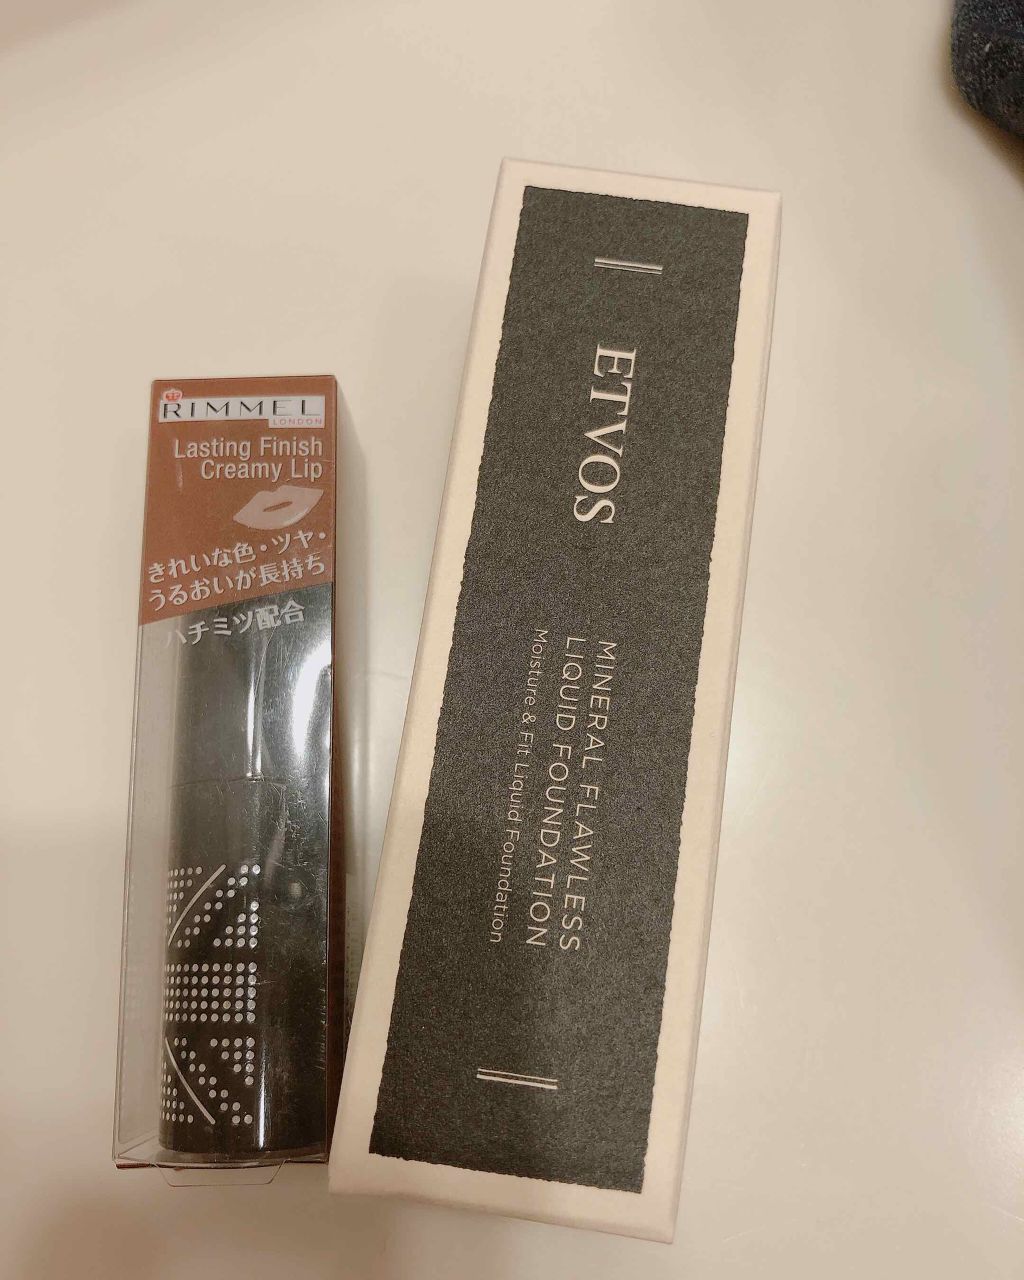 RIMMEL
LONDON
Lasting Finish
Creamy Lip
きれいな色・ツヤ・
うるおいが長持ち
ハチミツ配合
ETVOS
MINERAL FLAWLESS
LIQUID FOUNDATION
Moisture & Fit Liquid Foundation